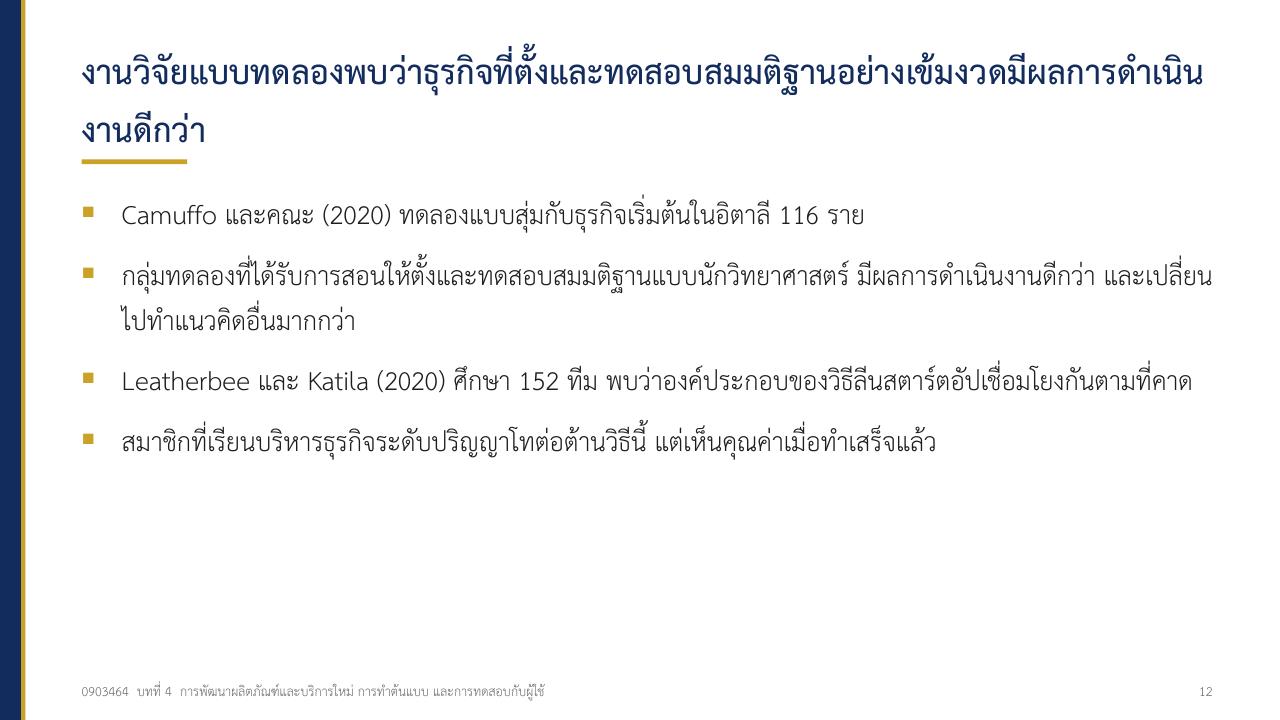 งานวิจัยแบบทดลองพบว่าธุรกิจที่ตั้งและทดสอบสมมติฐานอย่างเข้มงวดมีผลการดำเนิน
งานดีกว่า
Camuffo และคณะ (2020) ทดลองแบบสุ่มกับธุรกิจเริ่มต้นในอิตาลี 116 ราย
กลุ่มทดลองที่ได้รับการสอนให้ตั้งและทดสอบสมมติฐานแบบนักวิทยาศาสตร์ มีผลการดำเนินงานดีกว่า และเปลี่ยน
ไปทำแนวคิดอื่นมากกว่า
Leatherbee และ Katila (2020) ศึกษา 152 ทีม พบว่าองค์ประกอบของวิธีลีนสตาร์ตอัปเชื่อมโยงกันตามที่คาด
สมาชิกที่เรียนบริหารธุรกิจระดับปริญญาโทต่อต้านวิธีนี้ แต่เห็นคุณค่าเมื่อทำเสร็จแล้ว
0903464 บทที่ 4 การพัฒนาผลิตภัณฑ์และบริการใหม่ การทำต้นแบบ และการทดสอบกับผู้ใช้
12